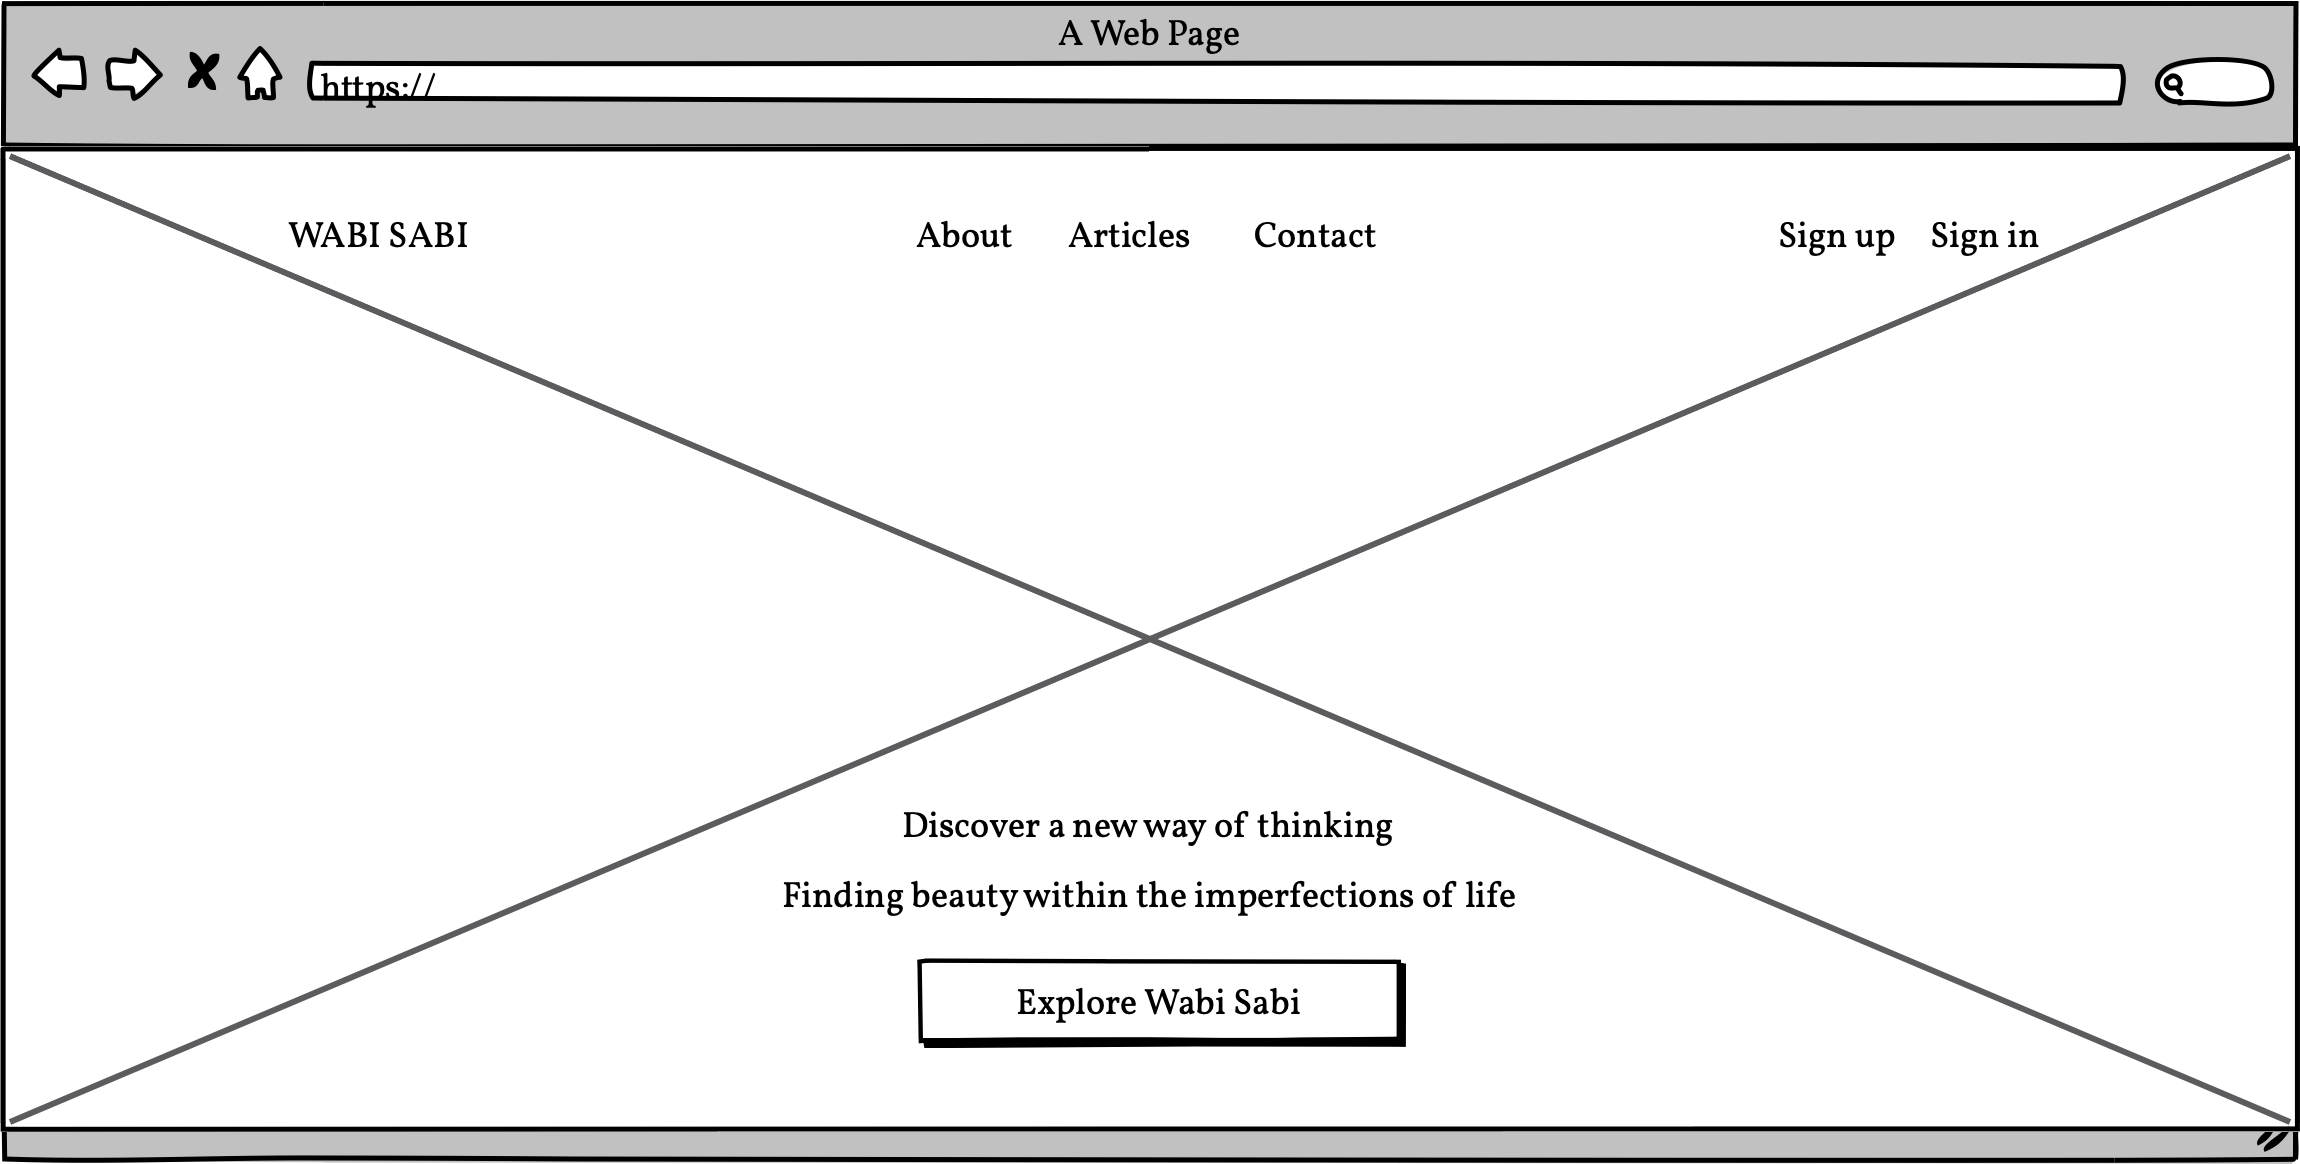 A Web Page
https://
WABI SABI About Articles Contact Sign up Sign in
Discover a new way of thinking
Finding beauty within the imperfections of life
Explore Wabi Sabi